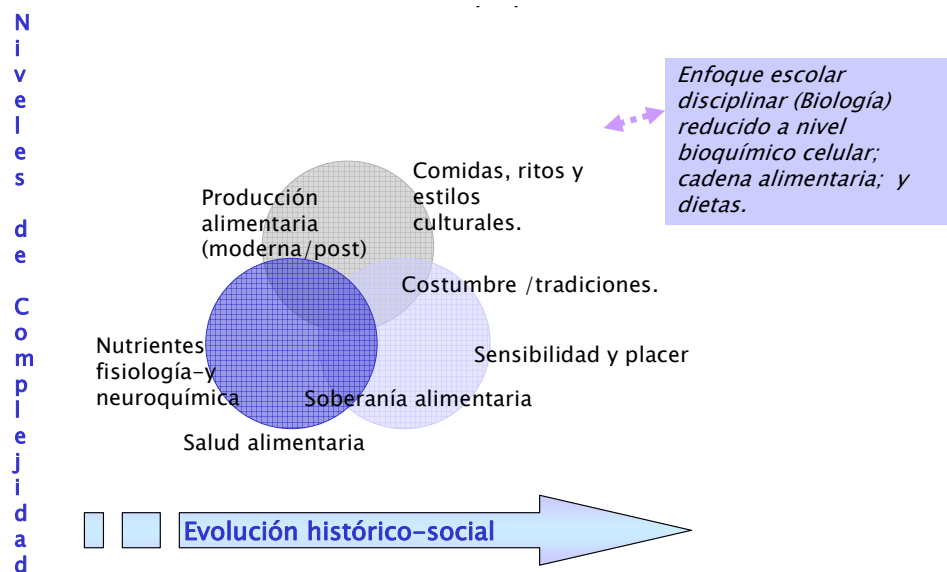 Niveles de Complejidad
Enfoque escolar
disciplinar (Biología)
reducido a nivel
bioquímico celular;
cadena alimentaria; y
dietas.
Comidas, ritos y
estilos
culturales.
Producción
alimentaria
(moderna/post)
Costumbre /tradiciones.
Nutrientes
fisiología-y
neuroquímica
Sensibilidad y placer
Soberanía alimentaria
Salud alimentaria
Evolución histórico-social